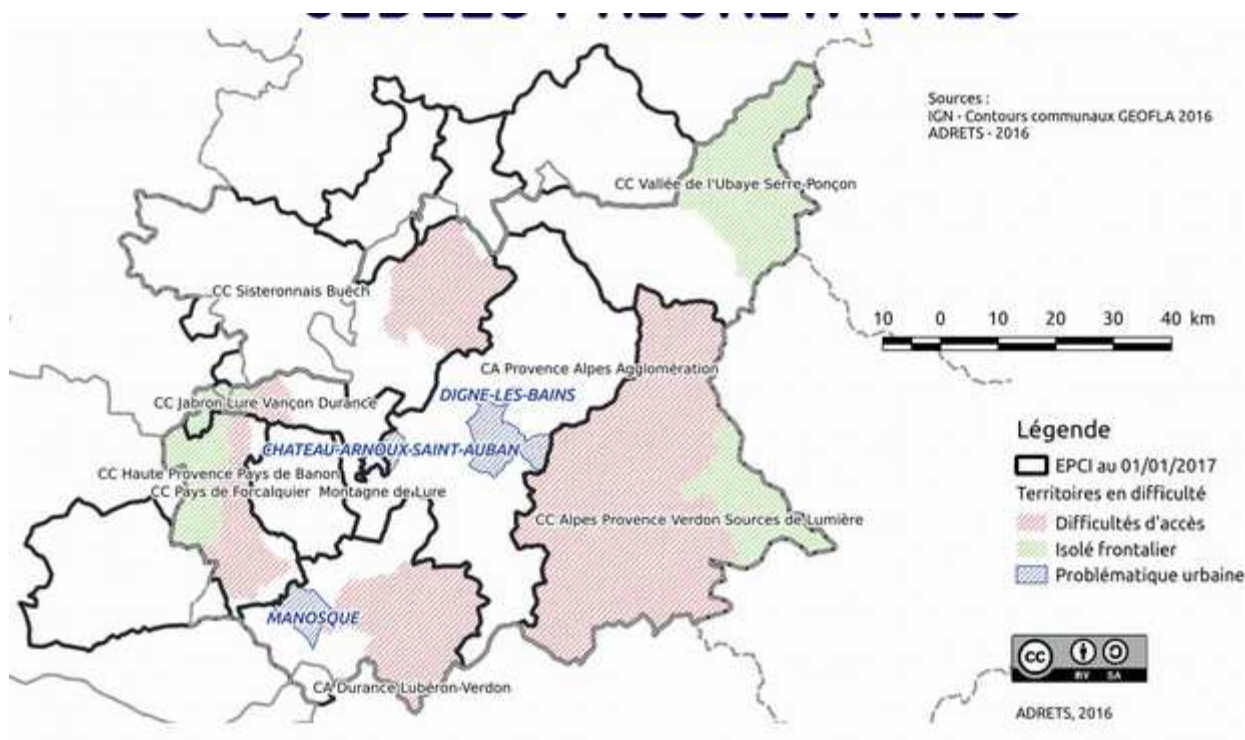 Sources :
IGN - Contours communaux GEOFLA 2016
ADRETS - 2016
CC Vallée de l'Ubaye Serre-Ponçon
CC Sisteronnais Buëch
10 0 10 20 30 40 km
CA Provence Alpes Agglomération
DIGNE-LES-BAINS
CC Jabron Lure Vançon Durance
CHATEAU-ARNOUX-SAINT-AUBAN
CC Haute Provence Pays de Banon
CC Pays de Forcalquier Montagne de Lure
CC Alpes Provence Verdon Sources de Lumière
MANOSQUE
CA Durance Lubéron-Verdon
Légende
EPCI au 01/01/2017
Territoires en difficulté
Difficultés d'accès
Isolé frontalier
Problématique urbaine
cc
BY SA
ADRETS, 2016